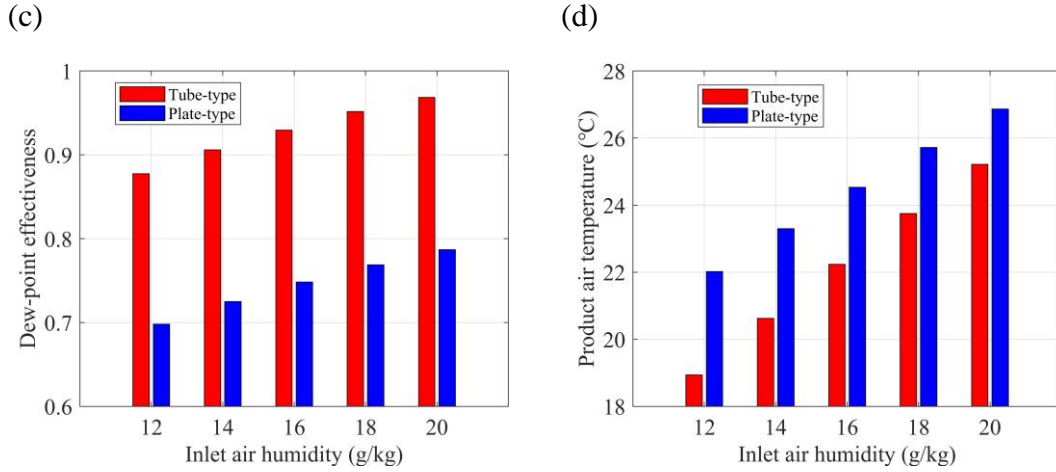 (c)
1
0.9
0.8
0.7
0.6
Dew-point effectiveness
Tube-type
Plate-type
12 14 16 18 20
Inlet air humidity (g/kg)
(d)
28
26
24
22
20
18
Product air temperature (°C)
Tube-type
Plate-type
12 14 16 18 20
Inlet air humidity (g/kg)